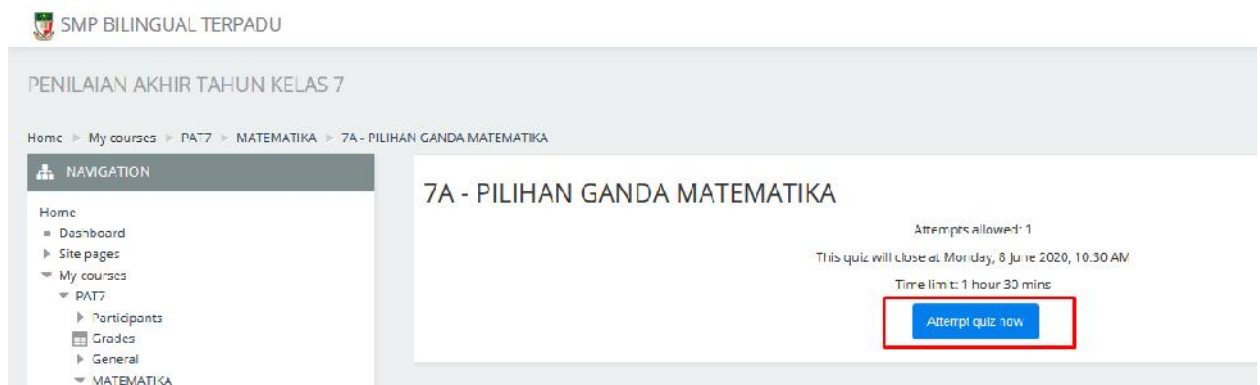 SMP BILINGUAL TERPADU
PENILAIAN AKHIR TAHUN KELAS 7
Home My courses PAT7 MATEMATIKA 7A - PILIHAN GANDA MATEMATIKA
NAVIGATION
Home
Dashboard
Site pages
My courses
PAT7
Participants
Grades
General
MATEMATIKA
7A - PILIHAN GANDA MATEMATIKA
Attempts allowed: 1
This quiz will close at Monday, 8 June 2020, 10:30 AM
Time limit: 1 hour 30 mins
Attempt quiz now